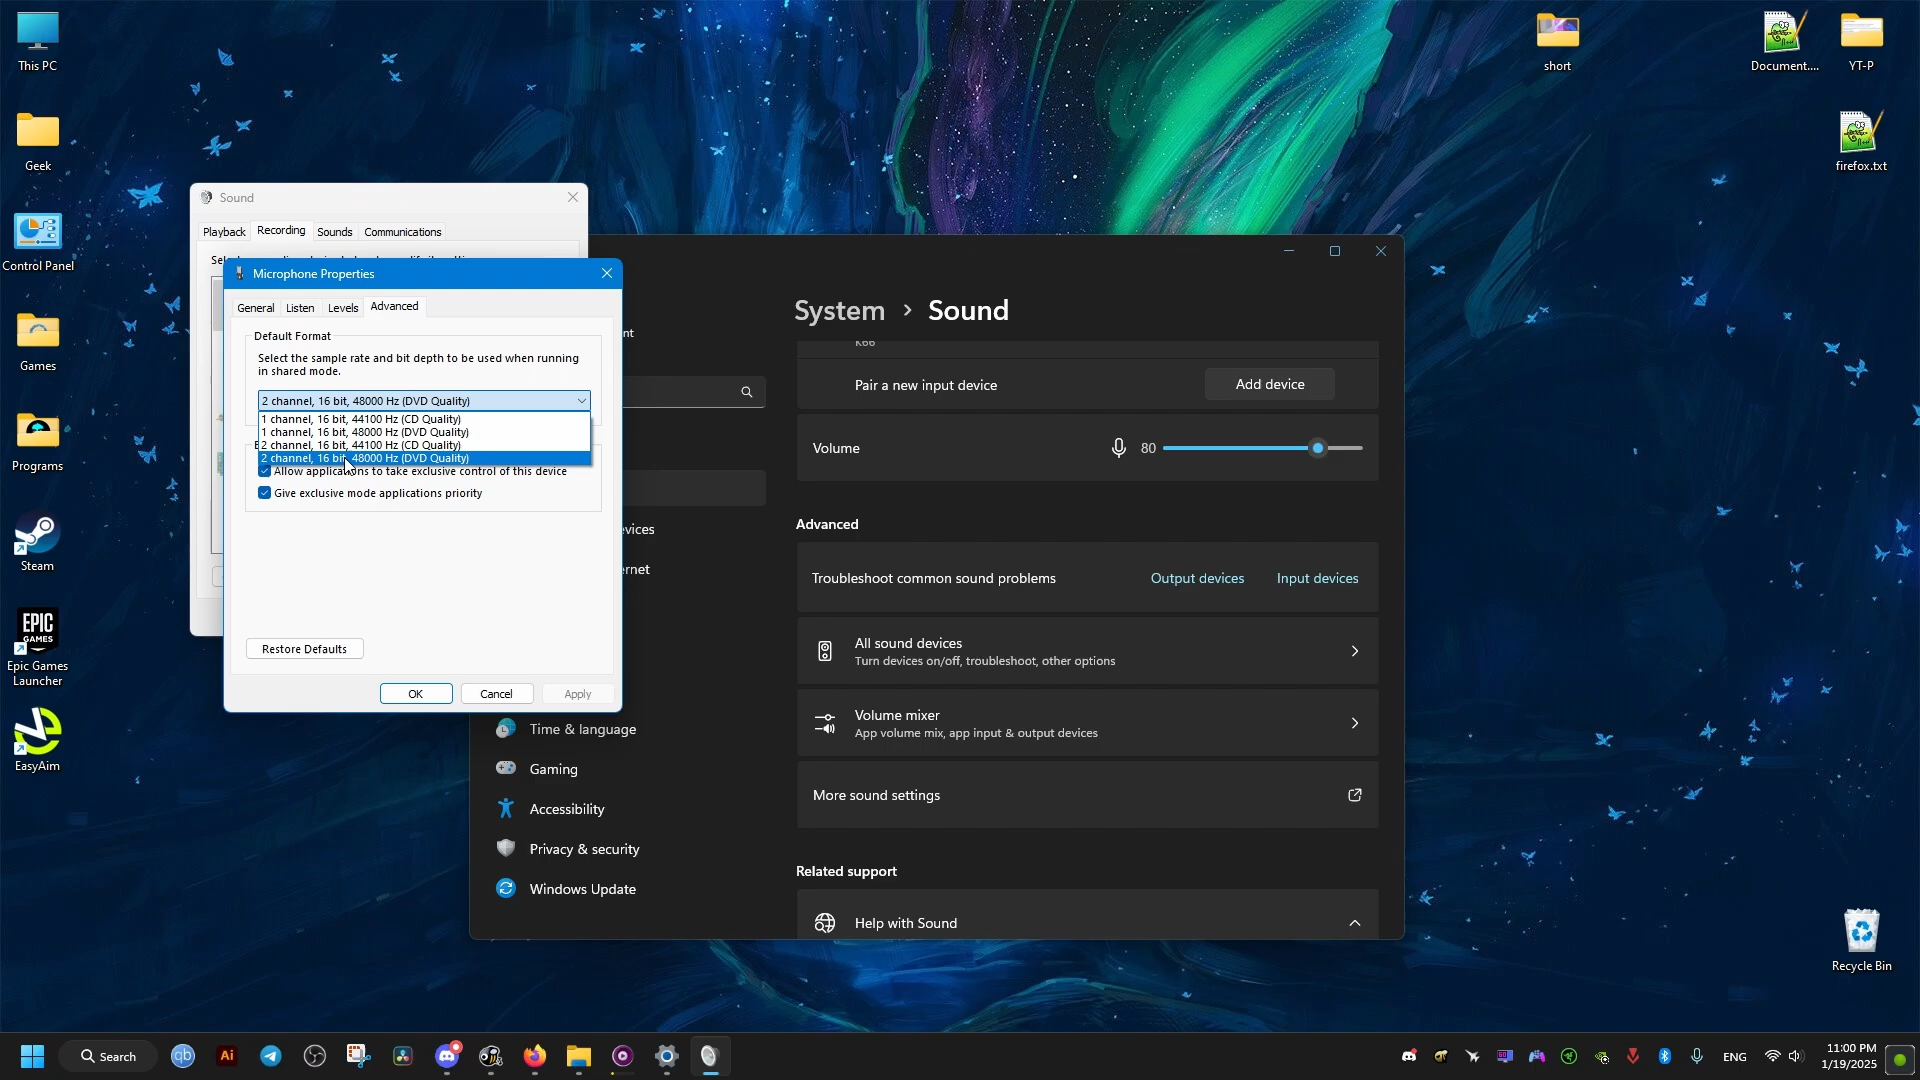 This PC
Geek
Control Panel
Games
Programs
Steam
EPIC
GAMES
Epic Games
Launcher
EasyAim
short
Document....
YT-P
firefox.txt
Recycle Bin
Sound
Playback
Recording
Sounds
Communications
Microphone Properties
General
Listen
Levels
Advanced
Default Format
Select the sample rate and bit depth to be used when running
in shared mode.
2 channel, 16 bit, 48000 Hz (DVD Quality)
1 channel, 16 bit, 44100 Hz (CD Quality)
1 channel, 16 bit, 48000 Hz (DVD Quality)
2 channel, 16 bit, 44100 Hz (CD Quality)
2 channel, 16 bit, 48000 Hz (DVD Quality)
Allow applications to take exclusive control of this device
Give exclusive mode applications priority
Restore Defaults
OK
Cancel
Apply
System > Sound
K66
Pair a new input device
Add device
Volume
80
Advanced
Troubleshoot common sound problems
Output devices
Input devices
All sound devices
Turn devices on/off, troubleshoot, other options
Volume mixer
App volume mix, app input & output devices
More sound settings
Related support
Help with Sound
Time & language
Gaming
Accessibility
Privacy & security
Windows Update
Search
qb
Ai
ENG
11:00 PM
1/19/2025